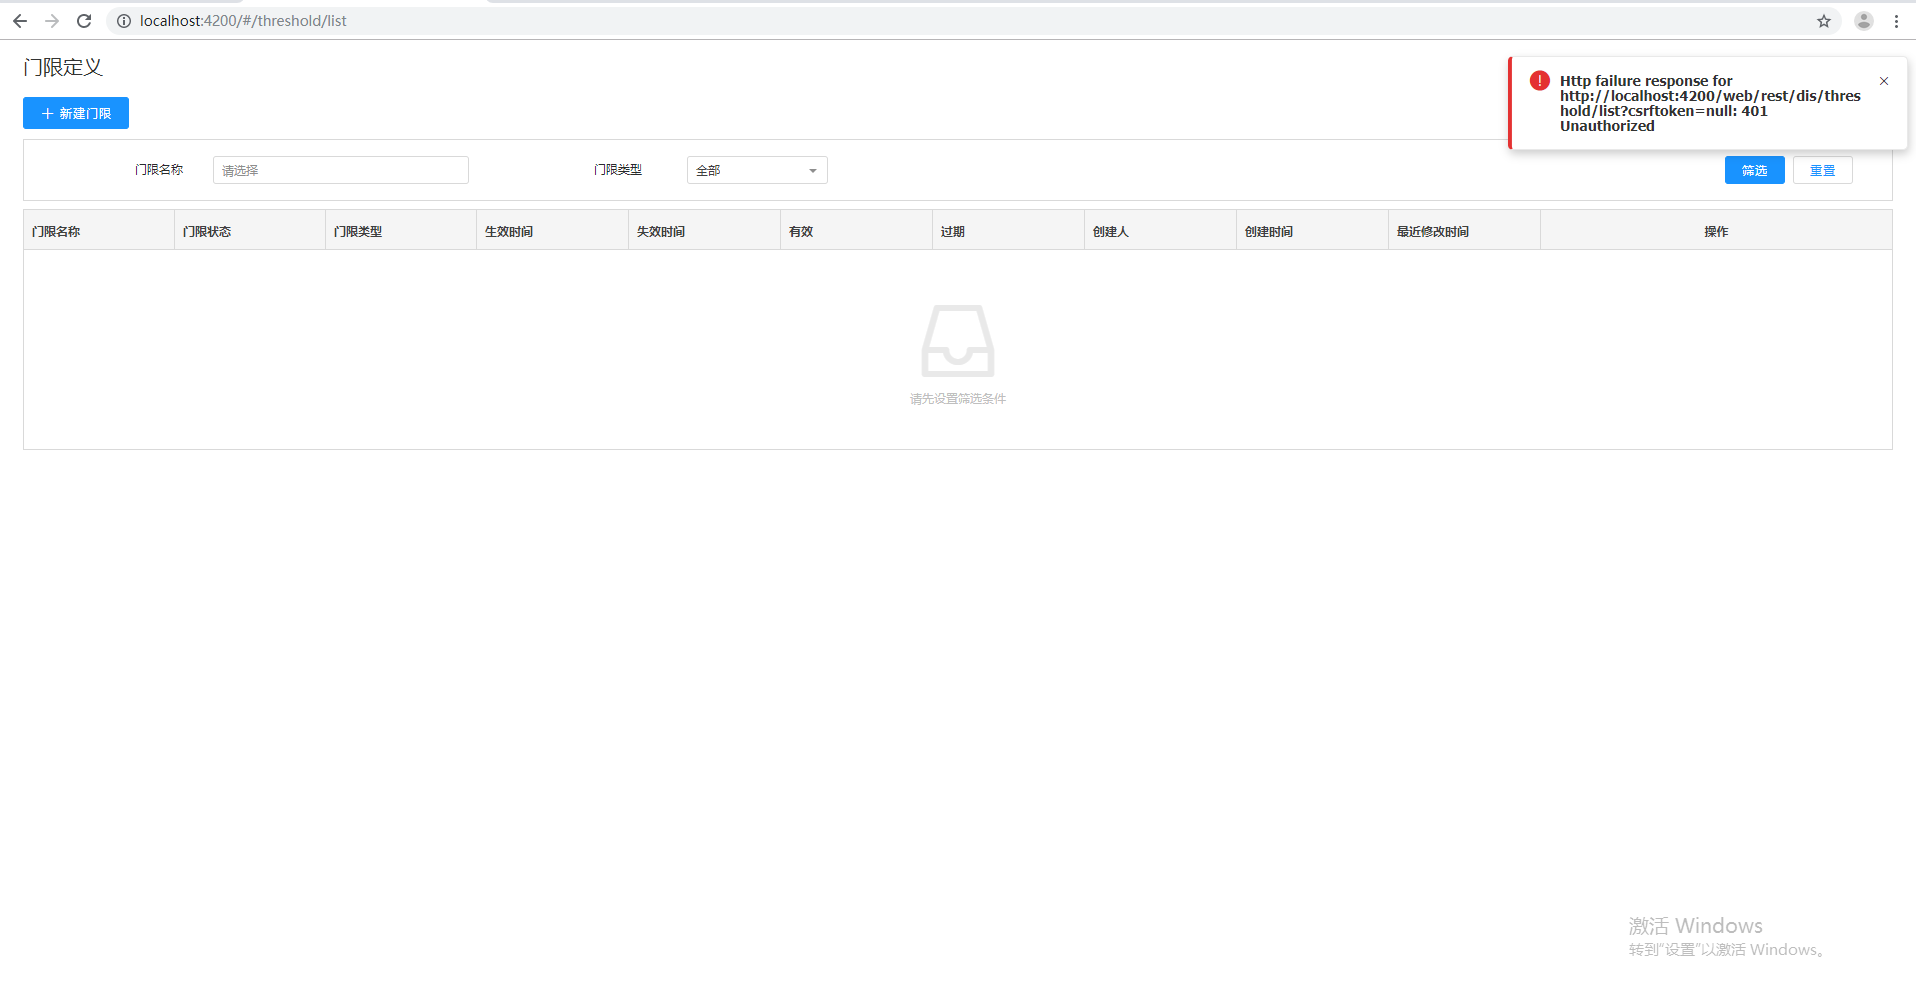 localhost:4200/#/threshold/list
门限定义
新建门限
Http failure response for
http://localhost:4200/web/rest/dis/thres
hold/list?csrftoken=null: 401
Unauthorized
门限名称 请选择 门限类型 全部 筛选 重置
门限名称 门限状态 门限类型 生效时间 失效时间 有效 过期 创建人 创建时间 最近修改时间 操作
请先设置筛选条件
激活 Windows
转到"设置"以激活 Windows。